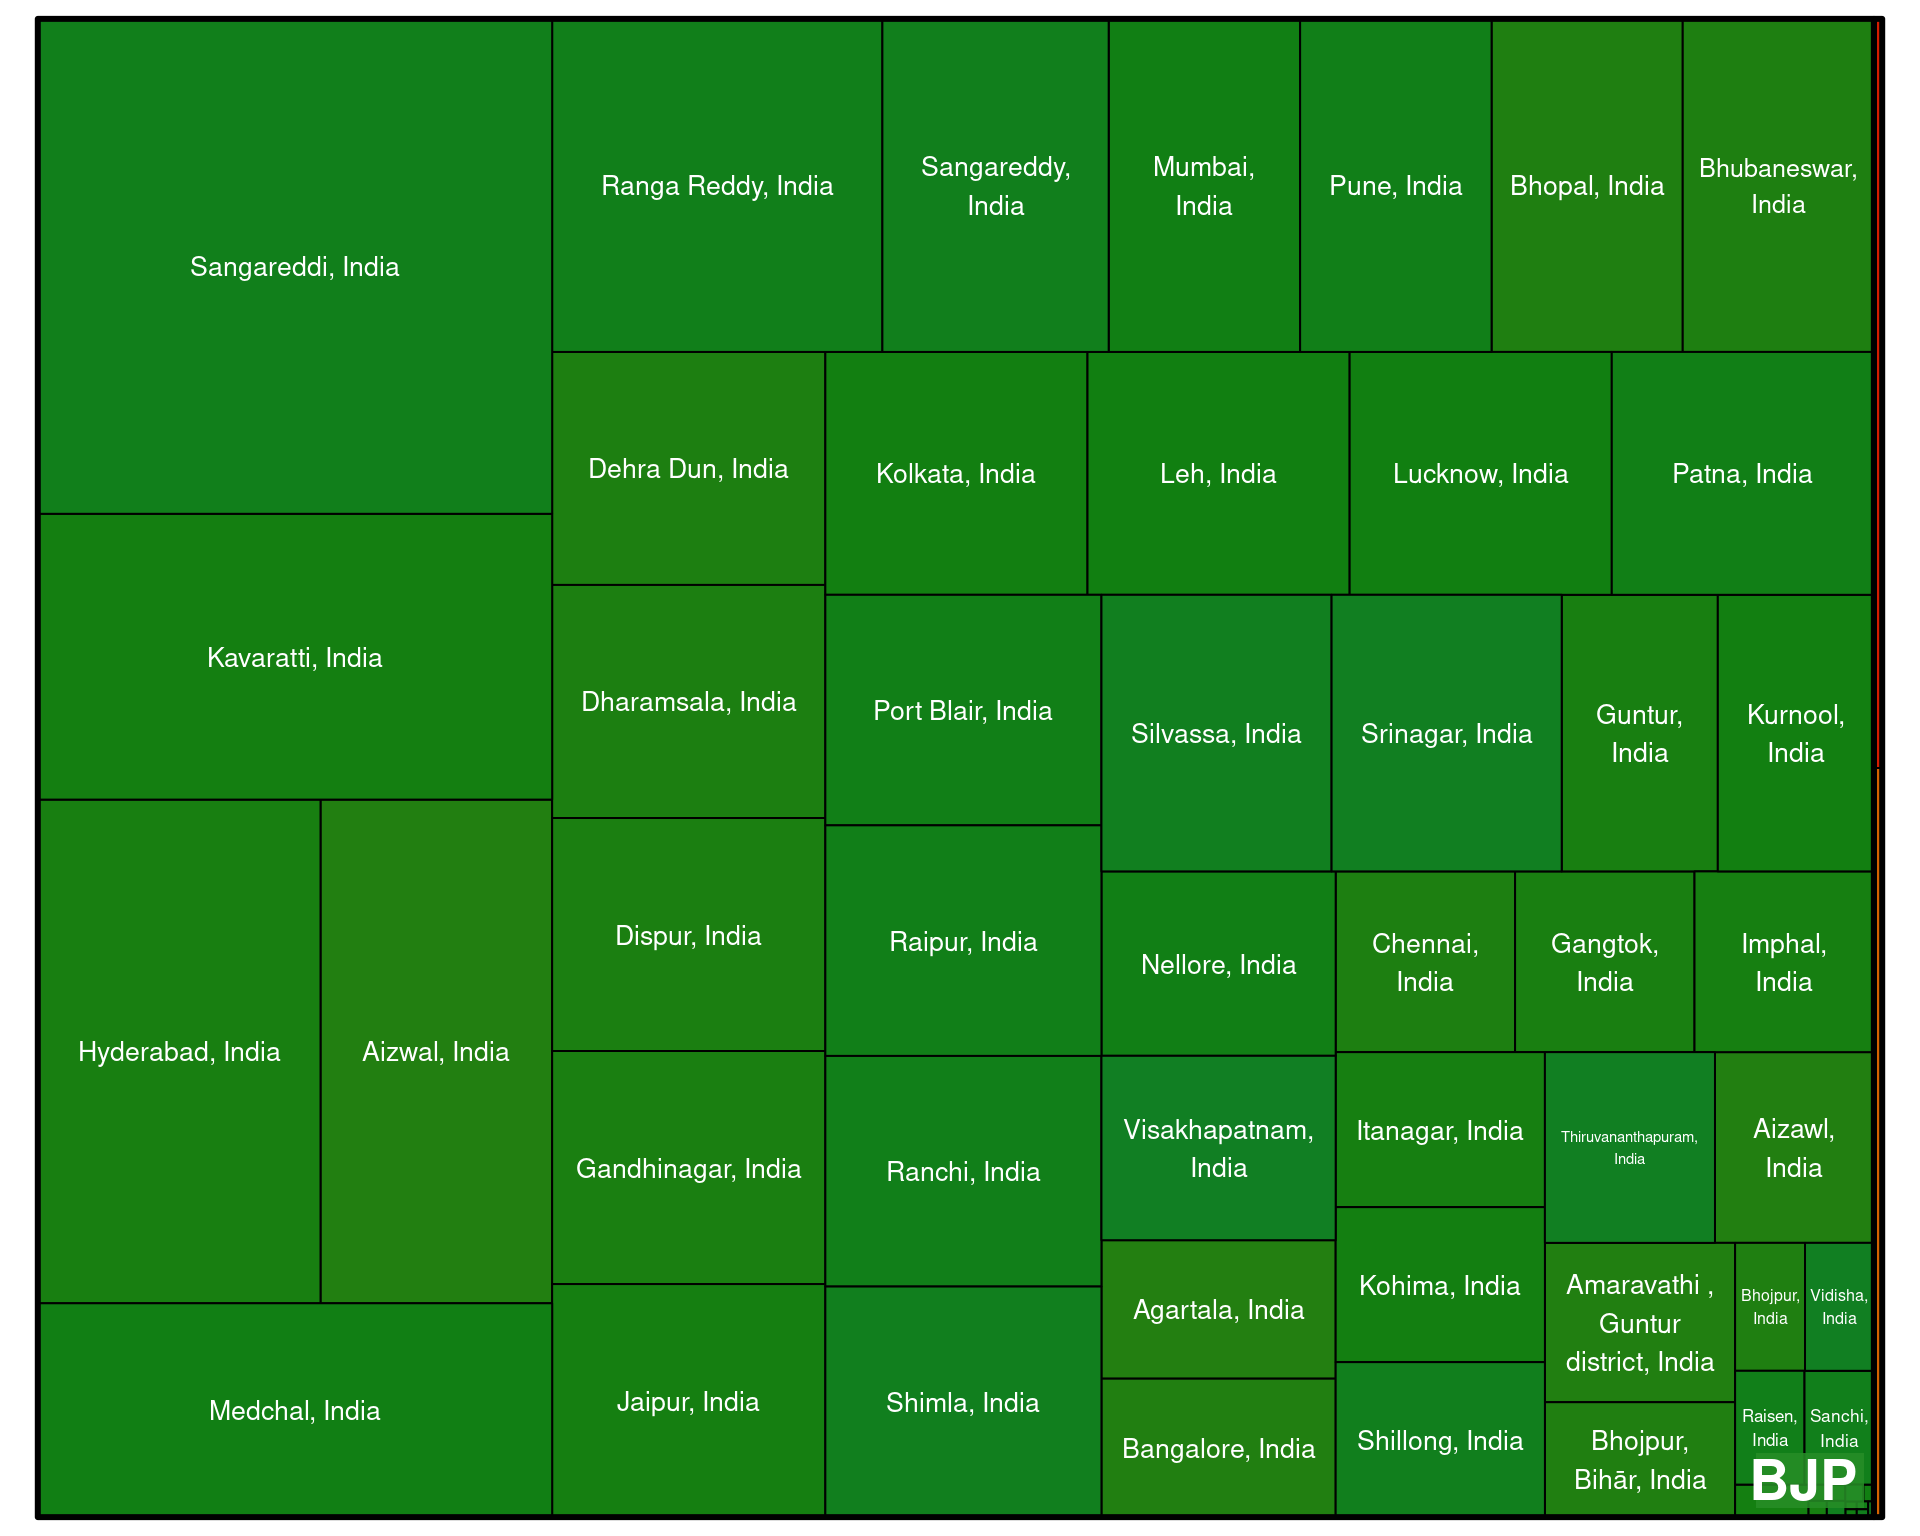 Sangareddi, India
Ranga Reddy, India
Sangareddy,
India
Mumbai,
India
Pune, India
Bhopal, India
Bhubaneswar,
India
Dehra Dun, India
Kolkata, India
Leh, India
Lucknow, India
Patna, India
Kavaratti, India
Dharamsala, India
Port Blair, India
Silvassa, India
Srinagar, India
Guntur,
India
Kurnool,
India
Hyderabad, India
Aizwal, India
Dispur, India
Raipur, India
Nellore, India
Chennai,
India
Gangtok,
India
Imphal,
India
Gandhinagar, India
Ranchi, India
Visakhapatnam,
India
Itanagar, India
Thiruvananthapuram,
India
Aizawl,
India
Kohima, India
Agartala, India
Amaravathi ,
Guntur
district, India
Bhojpur,
India
Vidisha,
India
Medchal, India
Jaipur, India
Shimla, India
Bangalore, India
Shillong, India
Bhojpur,
Bihār, India
Raisen,
India
Sanchi,
India
BJP